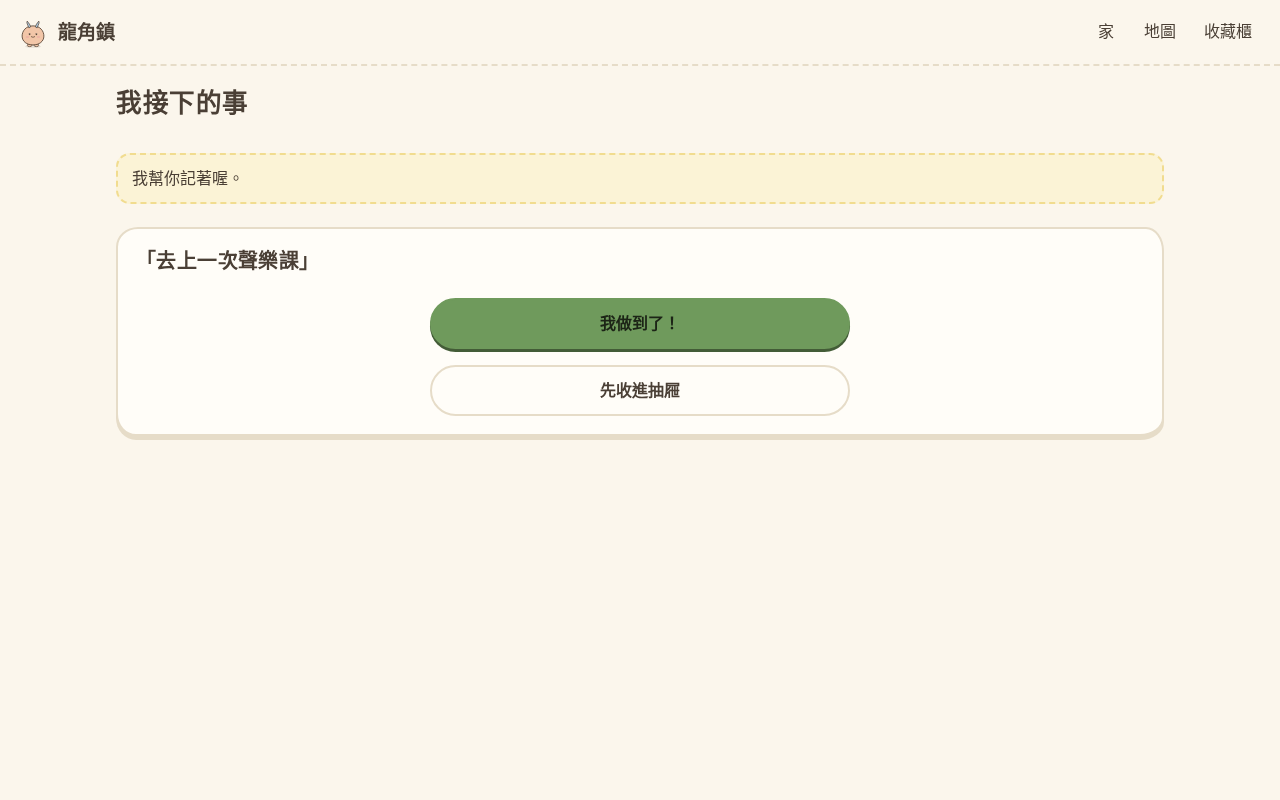 龍角鎮
家
地圖
收藏櫃
我接下的事
我幫你記著喔。
「去上一次聲樂課」
我做到了！
先收進抽屜